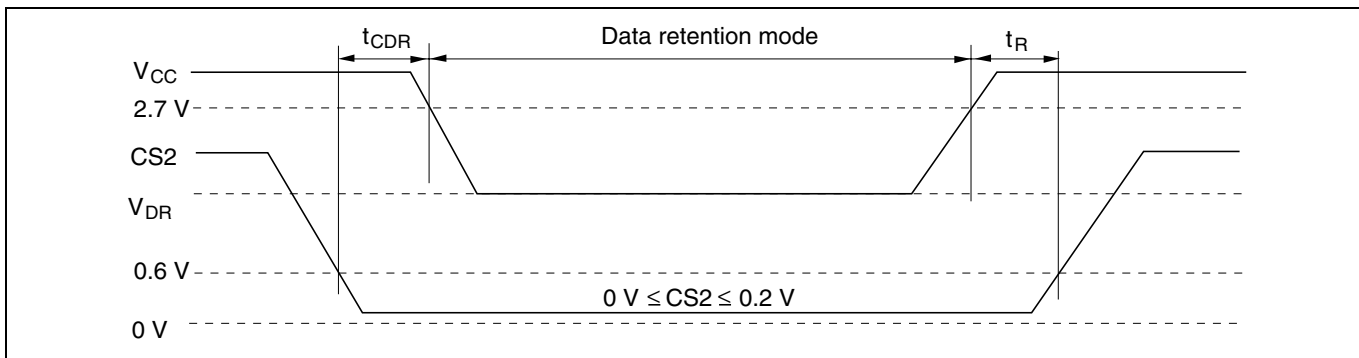 tCDR
Data retention mode
tR
VCC
2.7 V
CS2
VDR
0.6 V
0 V ≤ CS2 ≤ 0.2 V
0 V